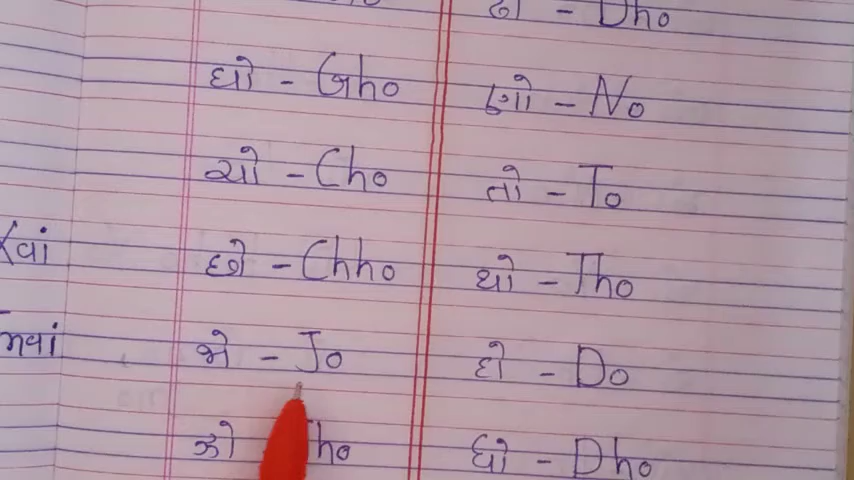 ઢો - Dho
ઘો - Gho
ણો - No
ચો - Cho
તો - To
છો - Chho
થો - Tho
જો - Jo
દો - Do
ઝો
ધો - Dho